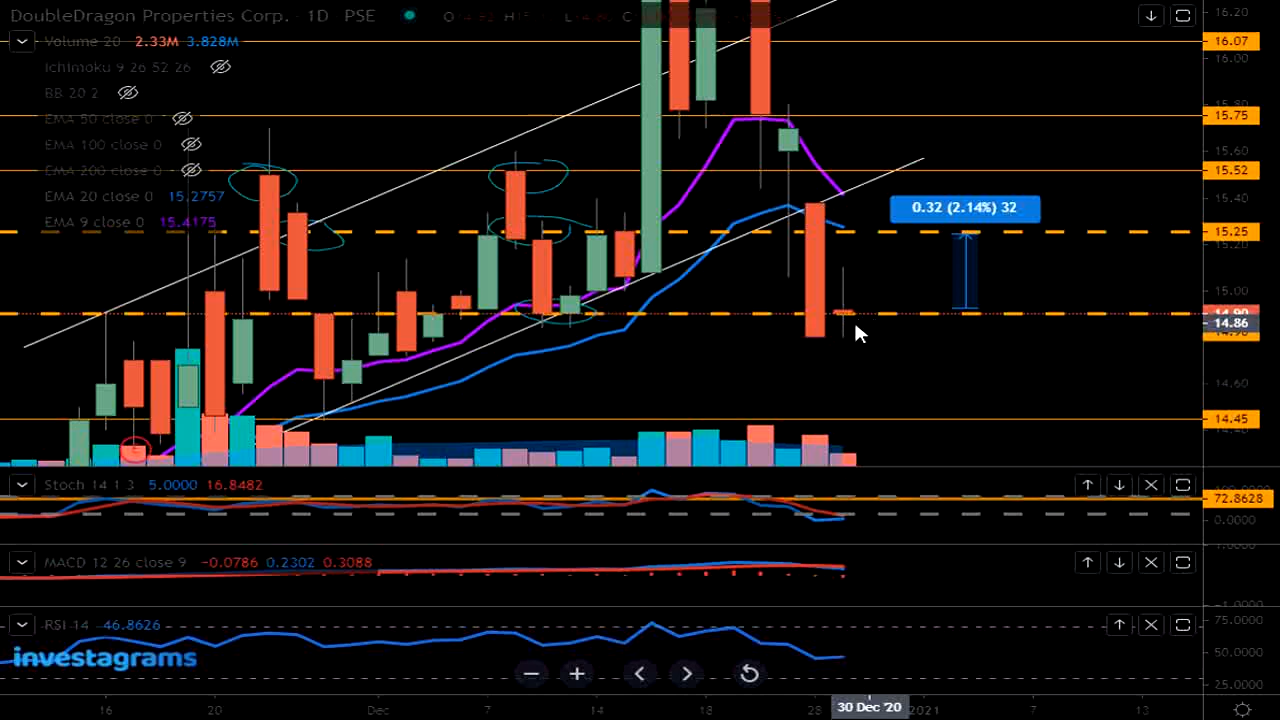 DoubleDragon Properties Corp. · 1D · PSE
Volume 20 2.33M 3.828M
Ichimoku 9 26 52 26
BB 20 2
EMA 50 close 0
EMA 100 close 0
EMA 200 close 0
EMA 20 close 0 15.2757
EMA 9 close 0 15.4175
0.32 (2.14%) 32
16.20
16.07
16.00
15.80
15.75
15.60
15.52
15.40
15.25
15.20
15.00
14.90
14.86
14.60
14.45
Stoch 14 1 3 5.0000 16.8482
72.8628
0.0000
MACD 12 26 close 9 −0.0786 0.2302 0.3088
−1.0000
RSI 14 46.8626
75.0000
50.0000
25.0000
investagrams
16 20 Dec 7 14 18 28 30 Dec '20 2021 7 13